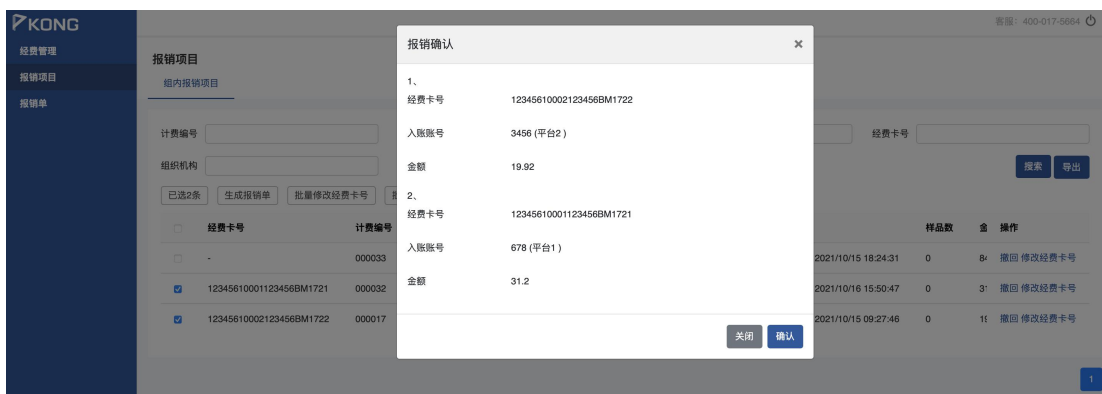 KONG
客服：400-017-5664
经费管理
报销项目
报销单
报销项目
组内报销项目
计费编号
经费卡号
组织机构
搜索 导出
已选2条 生成报销单 批量修改经费卡号
经费卡号 计费编号 样品数 金 操作
- 000033 2021/10/15 18:24:31 0 撤回 修改经费卡号
12345610001123456BM1721 000032 2021/10/16 15:50:47 0 撤回 修改经费卡号
12345610002123456BM1722 000017 2021/10/15 09:27:46 0 撤回 修改经费卡号
1
报销确认 ×
1、
经费卡号 12345610002123456BM1722
入账账号 3456 (平台2 )
金额 19.92
2、
经费卡号 12345610001123456BM1721
入账账号 678 (平台1 )
金额 31.2
关闭 确认